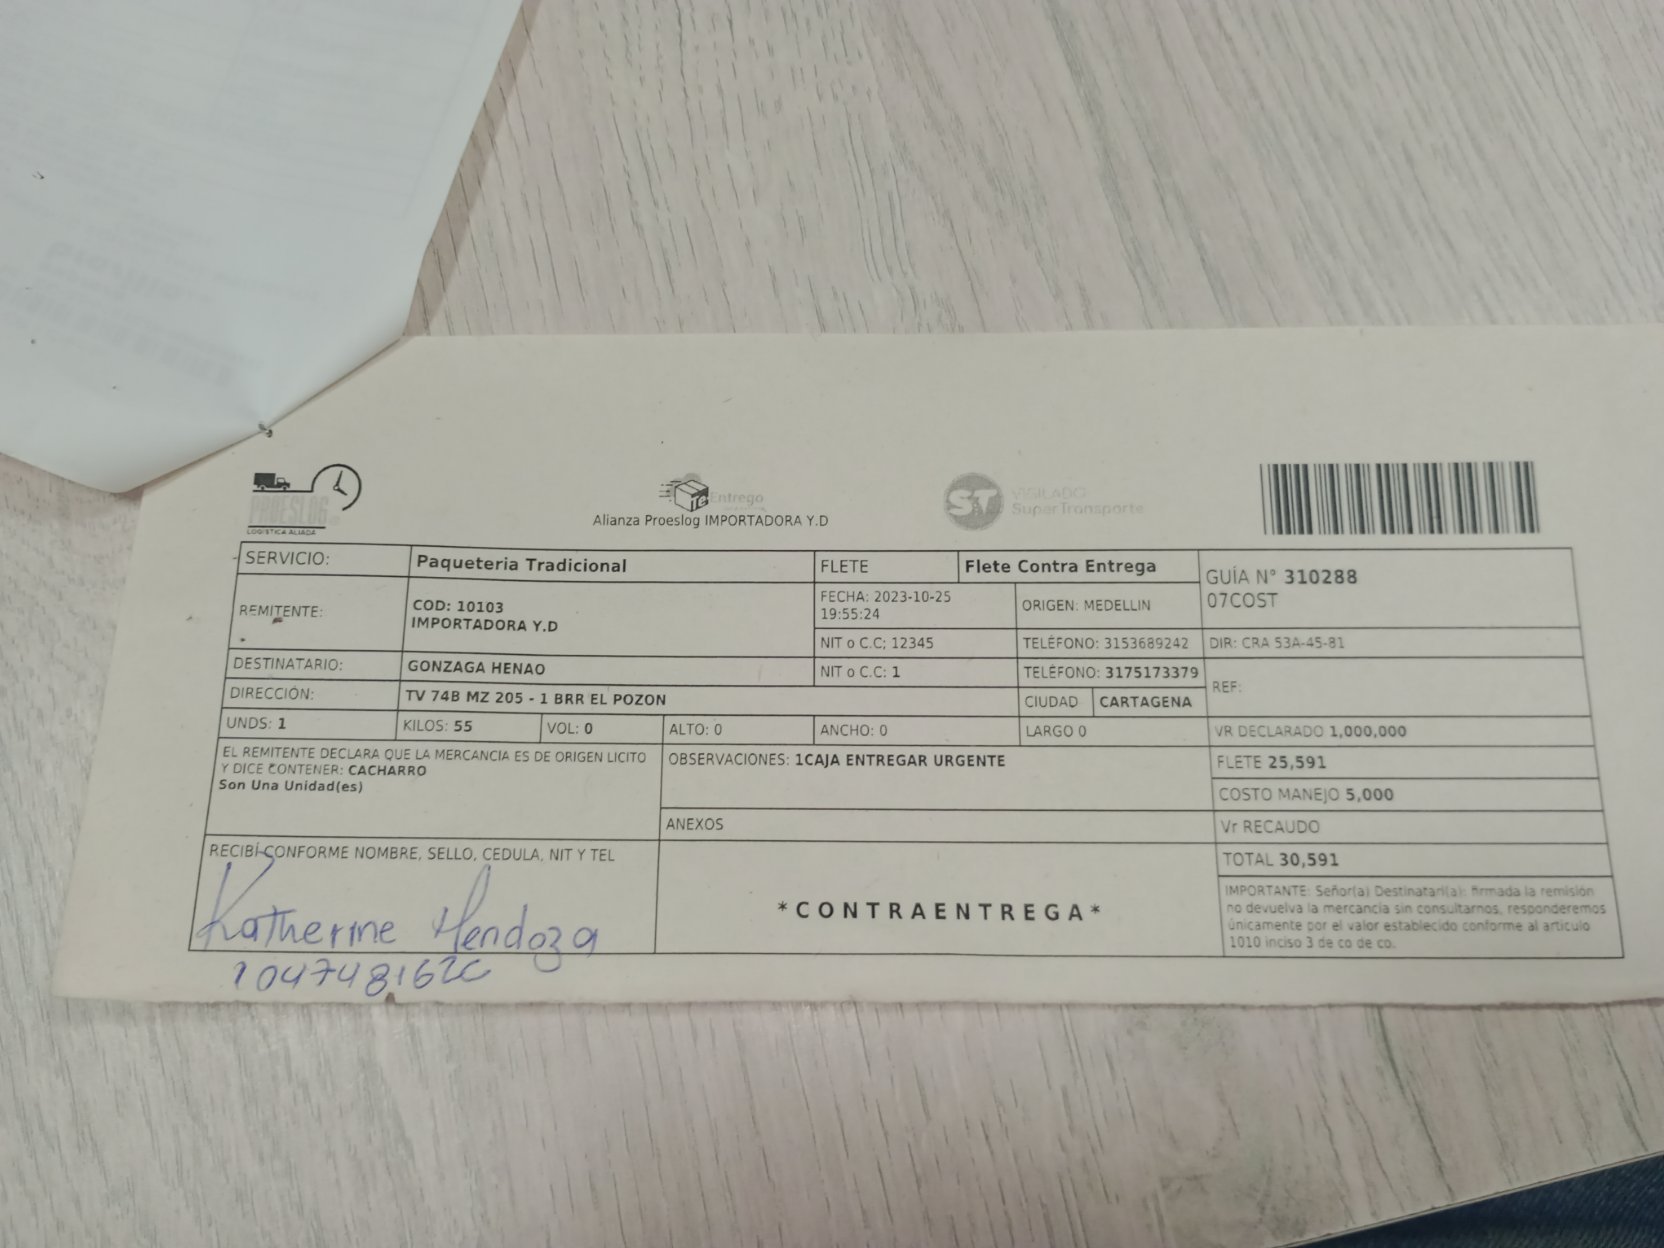 PROESLOG
LOGÍSTICA ALIADA
te Entrego
Alianza Proeslog IMPORTADORA Y.D
ST VIGILADO
SuperTransporte
SERVICIO: Paqueteria Tradicional FLETE Flete Contra Entrega
GUÍA N° 310288
07COST
REMITENTE: COD: 10103
IMPORTADORA Y.D
FECHA: 2023-10-25
19:55:24
ORIGEN: MEDELLIN
NIT o C.C: 12345 TELÉFONO: 3153689242 DIR: CRA 53A-45-81
DESTINATARIO: GONZAGA HENAO NIT o C.C: 1 TELÉFONO: 3175173379
REF:
DIRECCIÓN: TV 74B MZ 205 - 1 BRR EL POZON CIUDAD CARTAGENA
UNDS: 1 KILOS: 55 VOL: 0 ALTO: 0 ANCHO: 0 LARGO 0 VR DECLARADO 1,000,000
EL REMITENTE DECLARA QUE LA MERCANCIA ES DE ORIGEN LICITO
Y DICE CONTENER: CACHARRO
Son Una Unidad(es)
OBSERVACIONES: 1CAJA ENTREGAR URGENTE
FLETE 25,591
COSTO MANEJO 5,000
ANEXOS
Vr RECAUDO
RECIBÍ CONFORME NOMBRE, SELLO, CEDULA, NIT Y TEL
TOTAL 30,591
Katherine Mendoza
*CONTRAENTREGA*
IMPORTANTE: Señor(a) Destinatari(a): firmada la remisión
no devuelva la mercancia sin consultarnos, responderemos
únicamente por el valor establecido conforme al articulo
1010 inciso 3 de co de co.